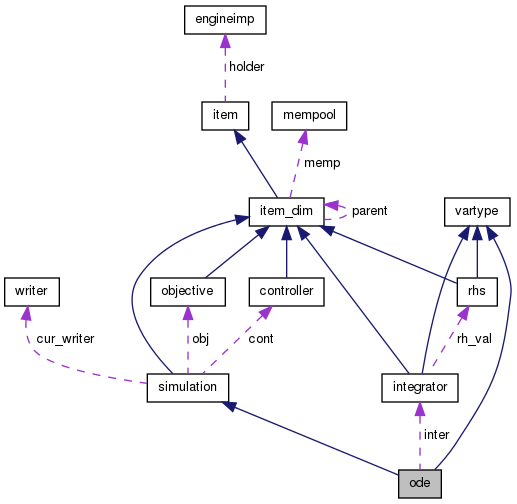 engineimp
holder
item
mempool
memp
item_dim
parent
vartype
writer
objective
controller
rhs
cur_writer
obj
cont
rh_val
simulation
integrator
inter
ode